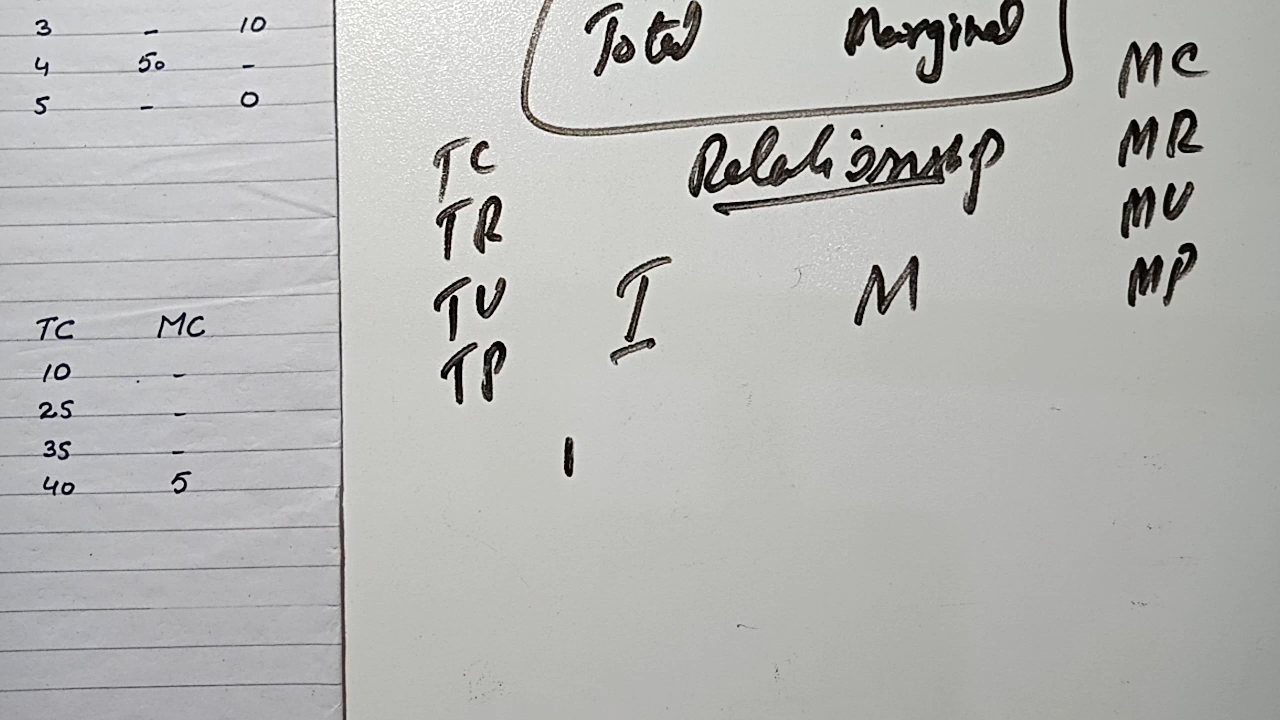 3 - 10
4 50 -
5 - 0
TC MC
10 -
25 -
35 -
40 5
Total Marginal
Relationship
TC
TR
TU
TP
T M
MC
MR
MU
MP